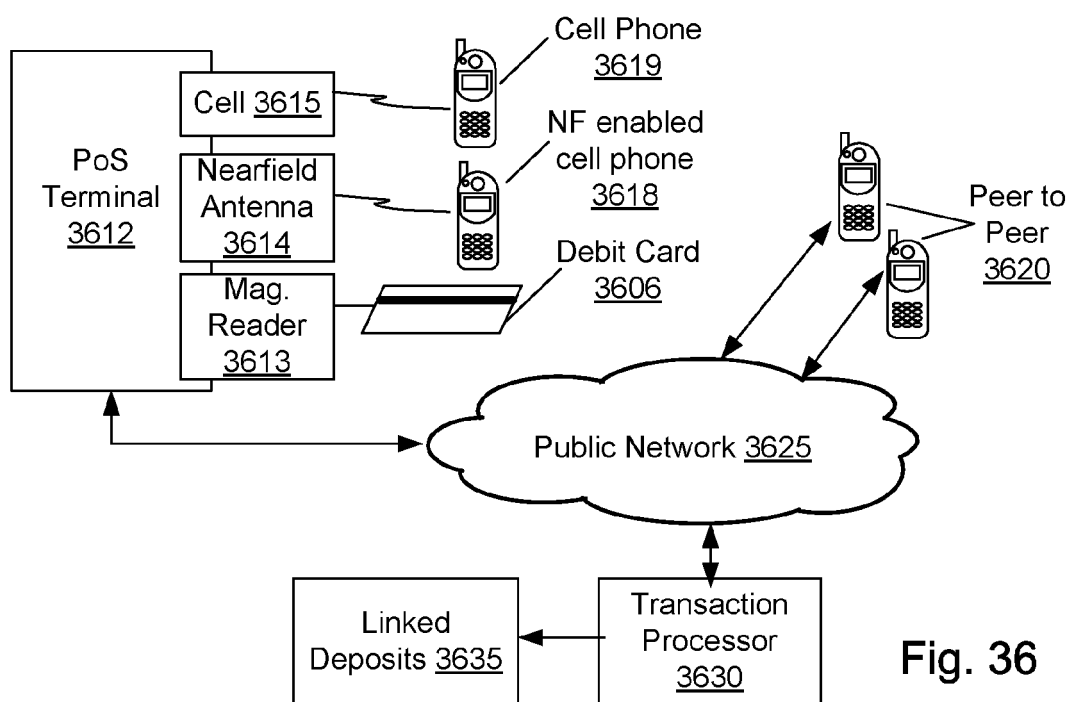 PoS
Terminal
3612
Cell 3615
Nearfield
Antenna
3614
Mag.
Reader
3613
Cell Phone
3619
NF enabled
cell phone
3618
Debit Card
3606
Peer to
Peer
3620
Public Network 3625
Linked
Deposits 3635
Transaction
Processor
3630
Fig. 36